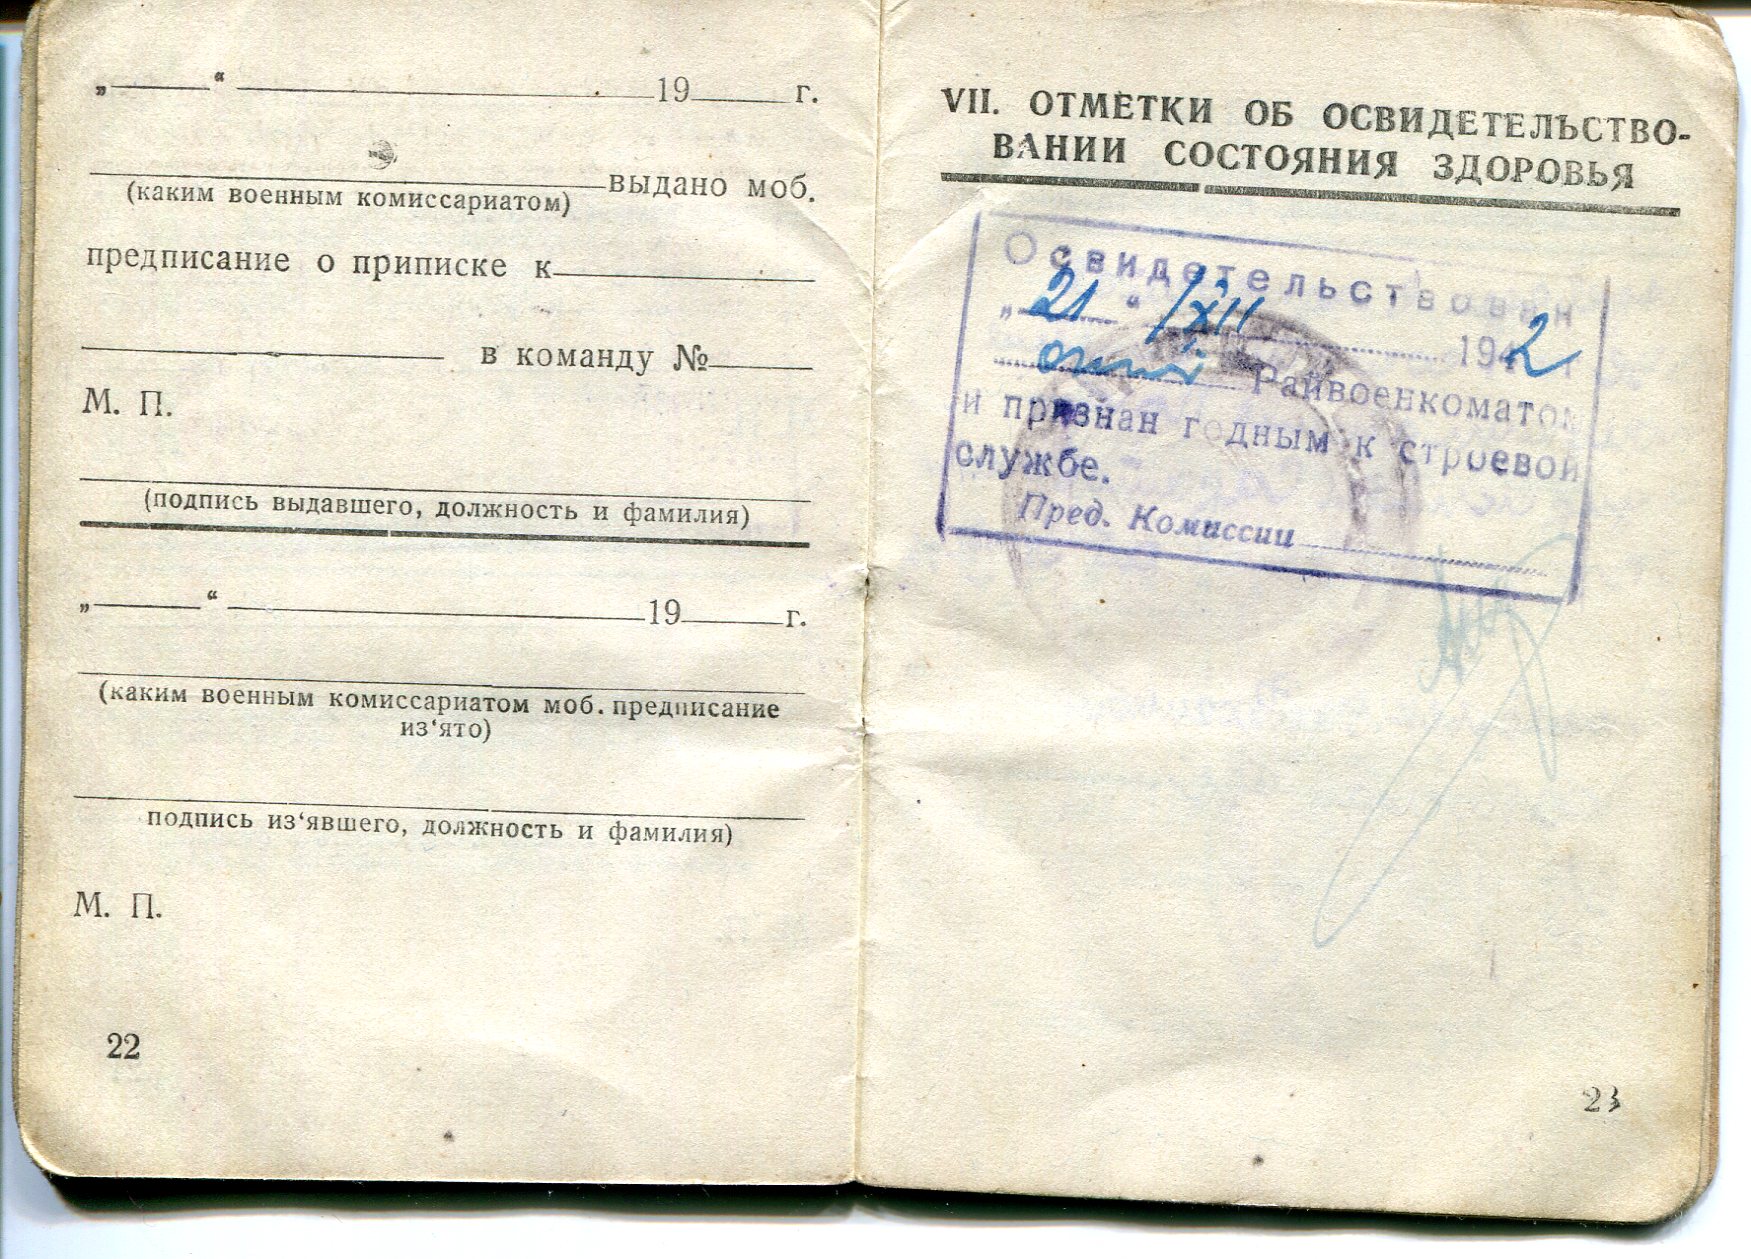 „ “ 19 г.
выдано моб.
(каким военным комиссариатом)
предписание о приписке к
в команду №
М. П.
(подпись выдавшего, должность и фамилия)
„ “ 19 г.
(каким военным комиссариатом моб. предписание
из‘ято)
подпись из‘явшего, должность и фамилия)
М. П.
22
VII. ОТМЕТКИ ОБ ОСВИДЕТЕЛЬСТВО-
ВАНИИ СОСТОЯНИЯ ЗДОРОВЬЯ
Освидетельствован
„21“ XII 1942 г
Райвоенкоматом
и признан годным к строевой
службе.
Пред. Комиссии
23